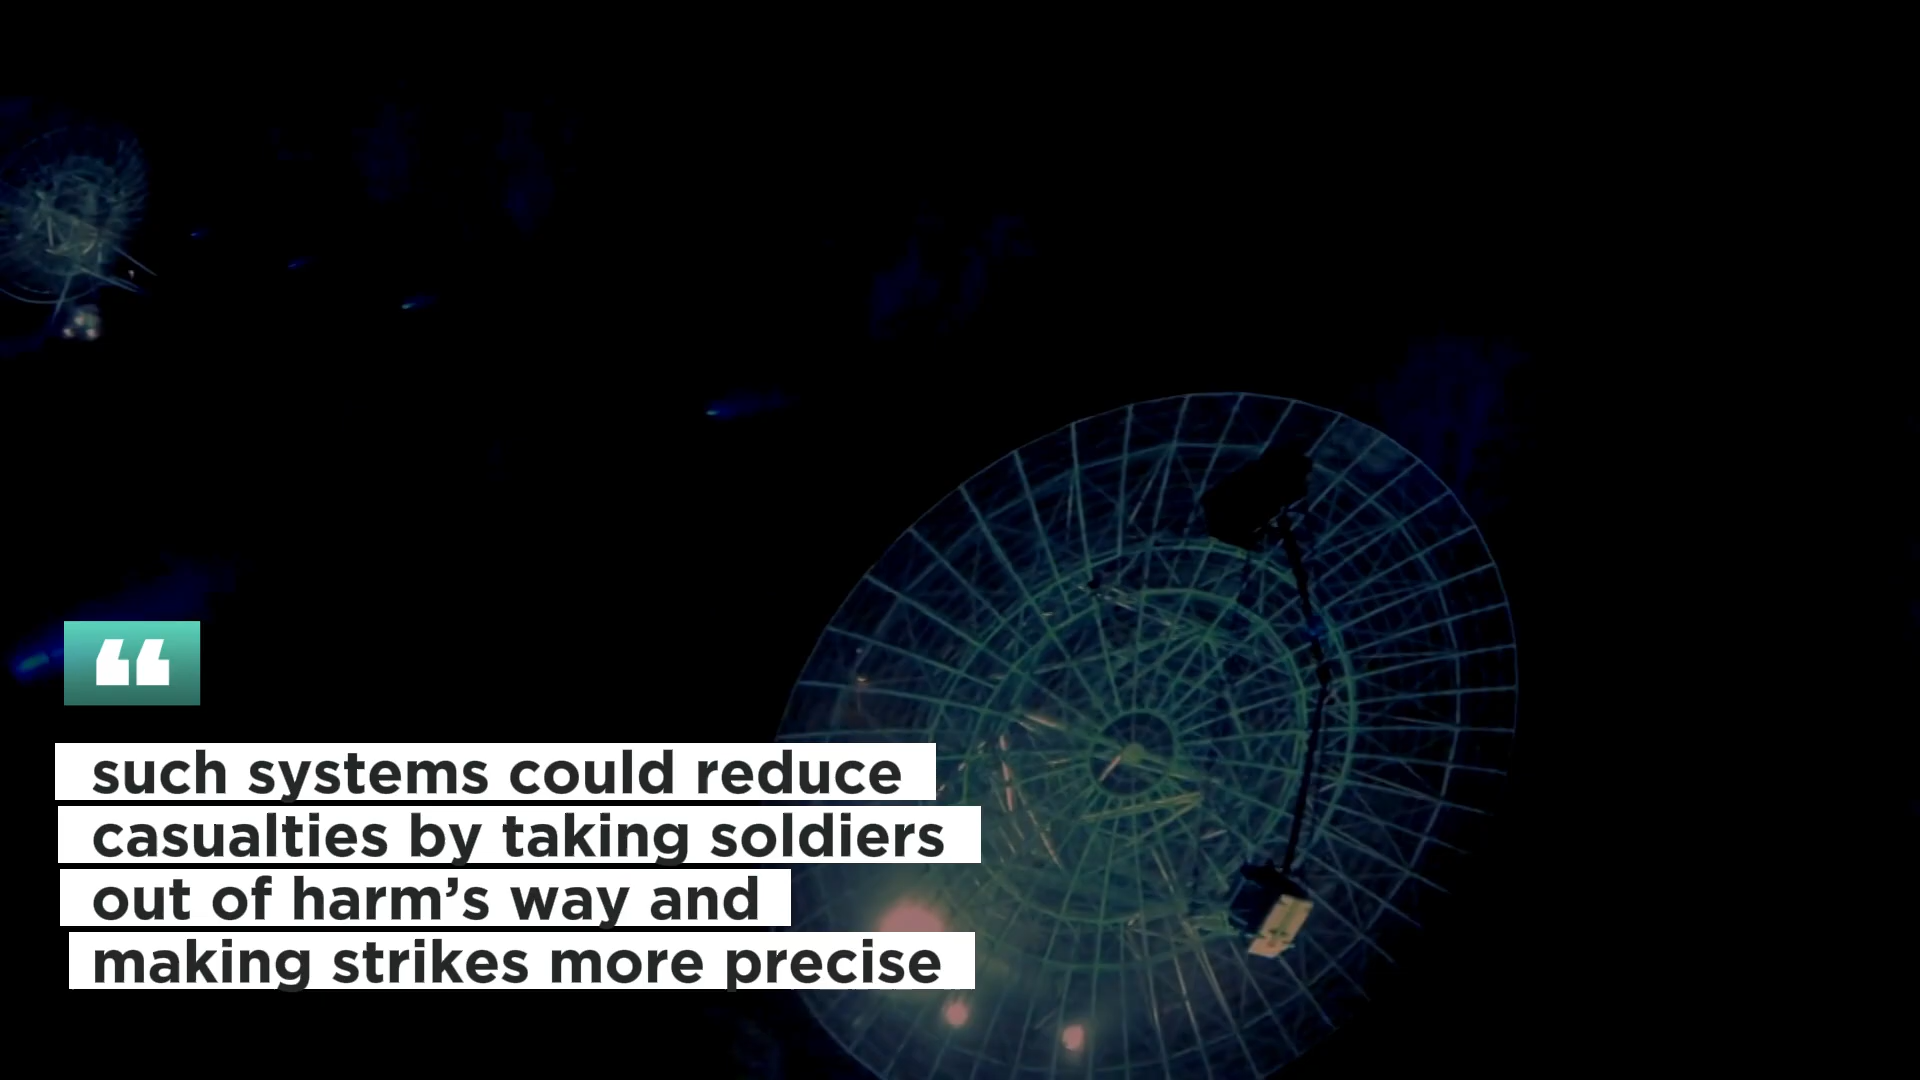 ❝
such systems could reduce
casualties by taking soldiers
out of harm’s way and
making strikes more precise